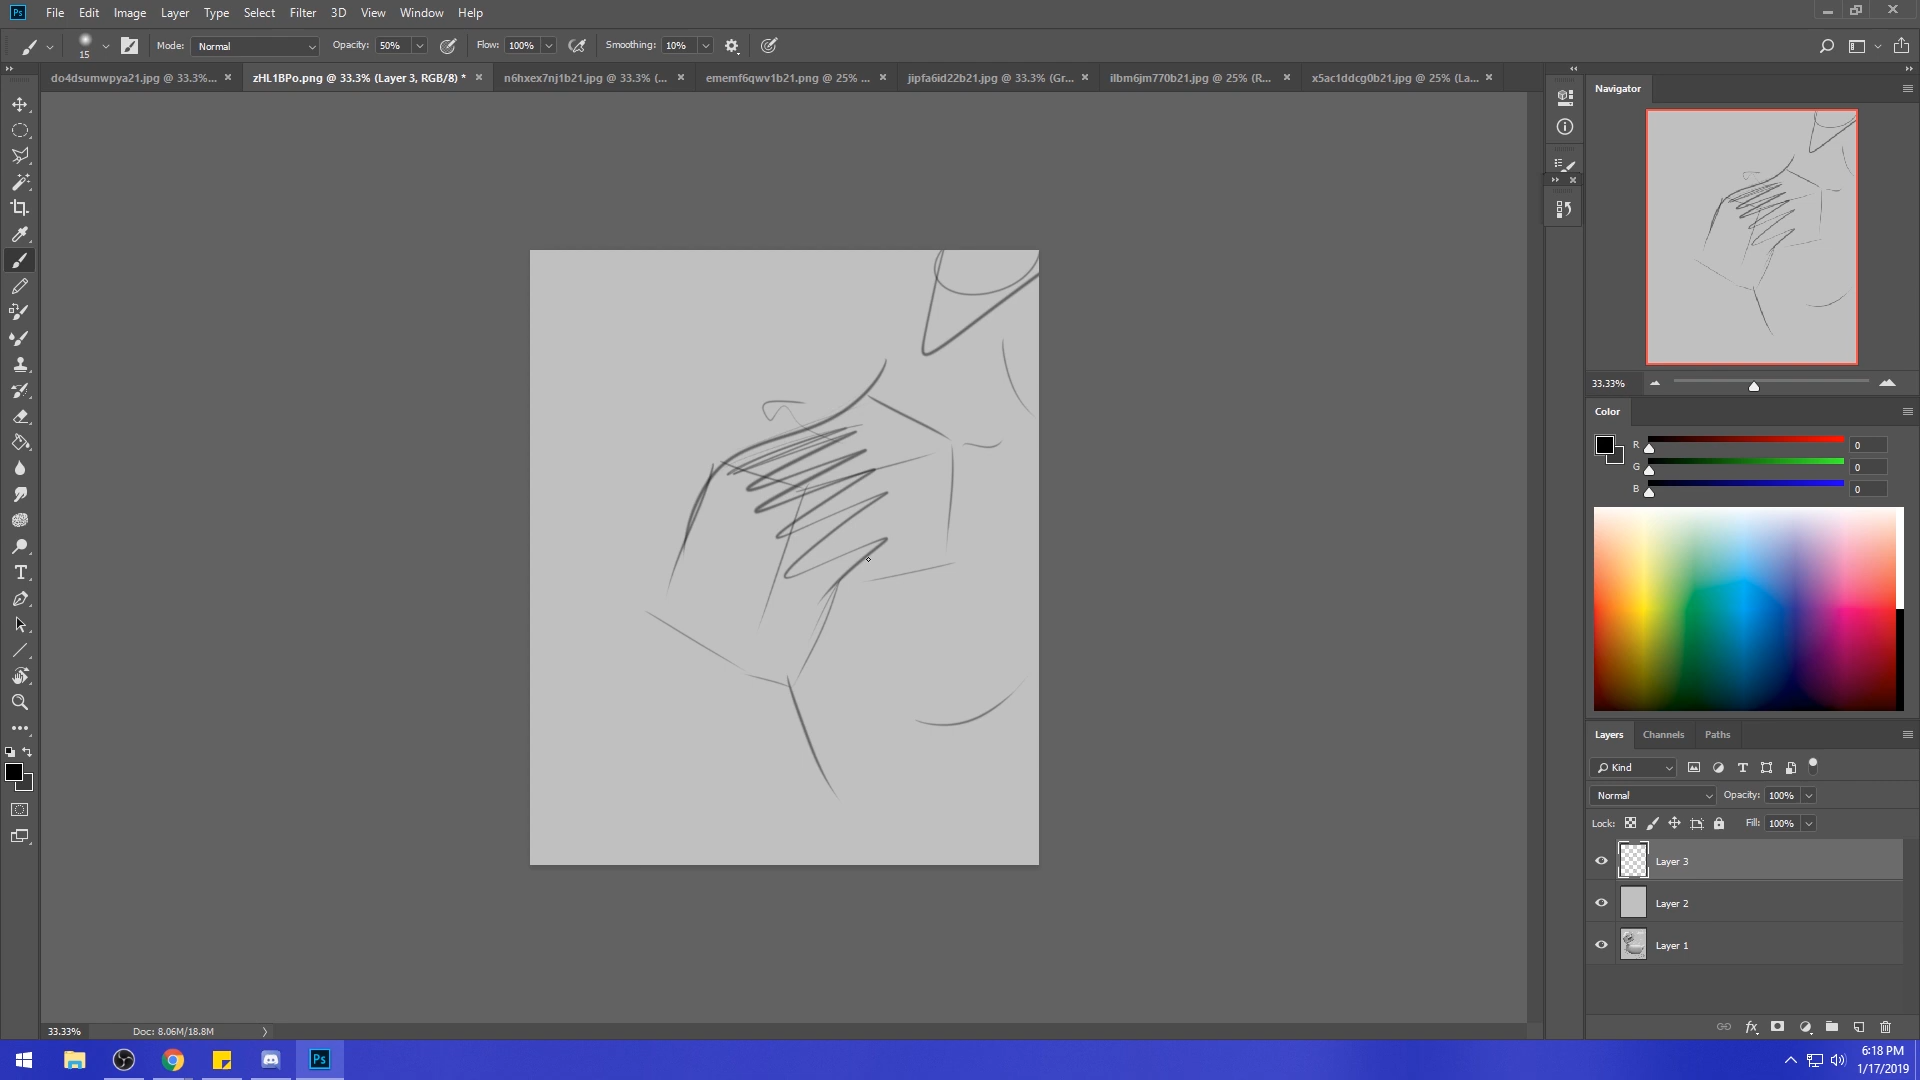 Ps File Edit Image Layer Type Select Filter 3D View Window Help
15 Mode: Normal Opacity: 50% Flow: 100% Smoothing: 10%
do4dsumwpya21.jpg @ 33.3%... × zHL1BPo.png @ 33.3% (Layer 3, RGB/8) * × n6hxex7nj1b21.jpg @ 33.3% (... × ememf6qwv1b21.png @ 25% ... × jipfa6id22b21.jpg @ 33.3% (Gr... × ilbm6jm770b21.jpg @ 25% (R... × x5ac1ddcg0b21.jpg @ 25% (La... ×
Navigator
33.33%
Color
R 0
G 0
B 0
Layers Channels Paths
Kind
Normal Opacity: 100%
Lock: Fill: 100%
Layer 3
Layer 2
Layer 1
33.33% Doc: 8.06M/18.8M
Ps
6:18 PM
1/17/2019